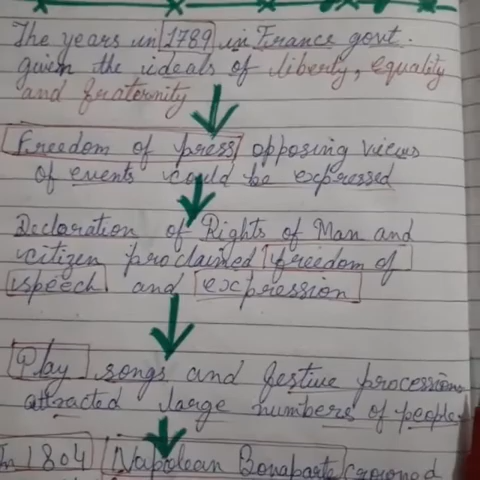 The years in 1789 in France govt.
given the ideals of liberty, equality
and fraternity
Freedom of press opposing views
of events could be expressed
Declaration of Rights of Man and
citizen proclaimed freedom of
speech and expression
Play songs and festive processions
attracted large numbers of people
In 1804 Napolean Bonaparte crowned